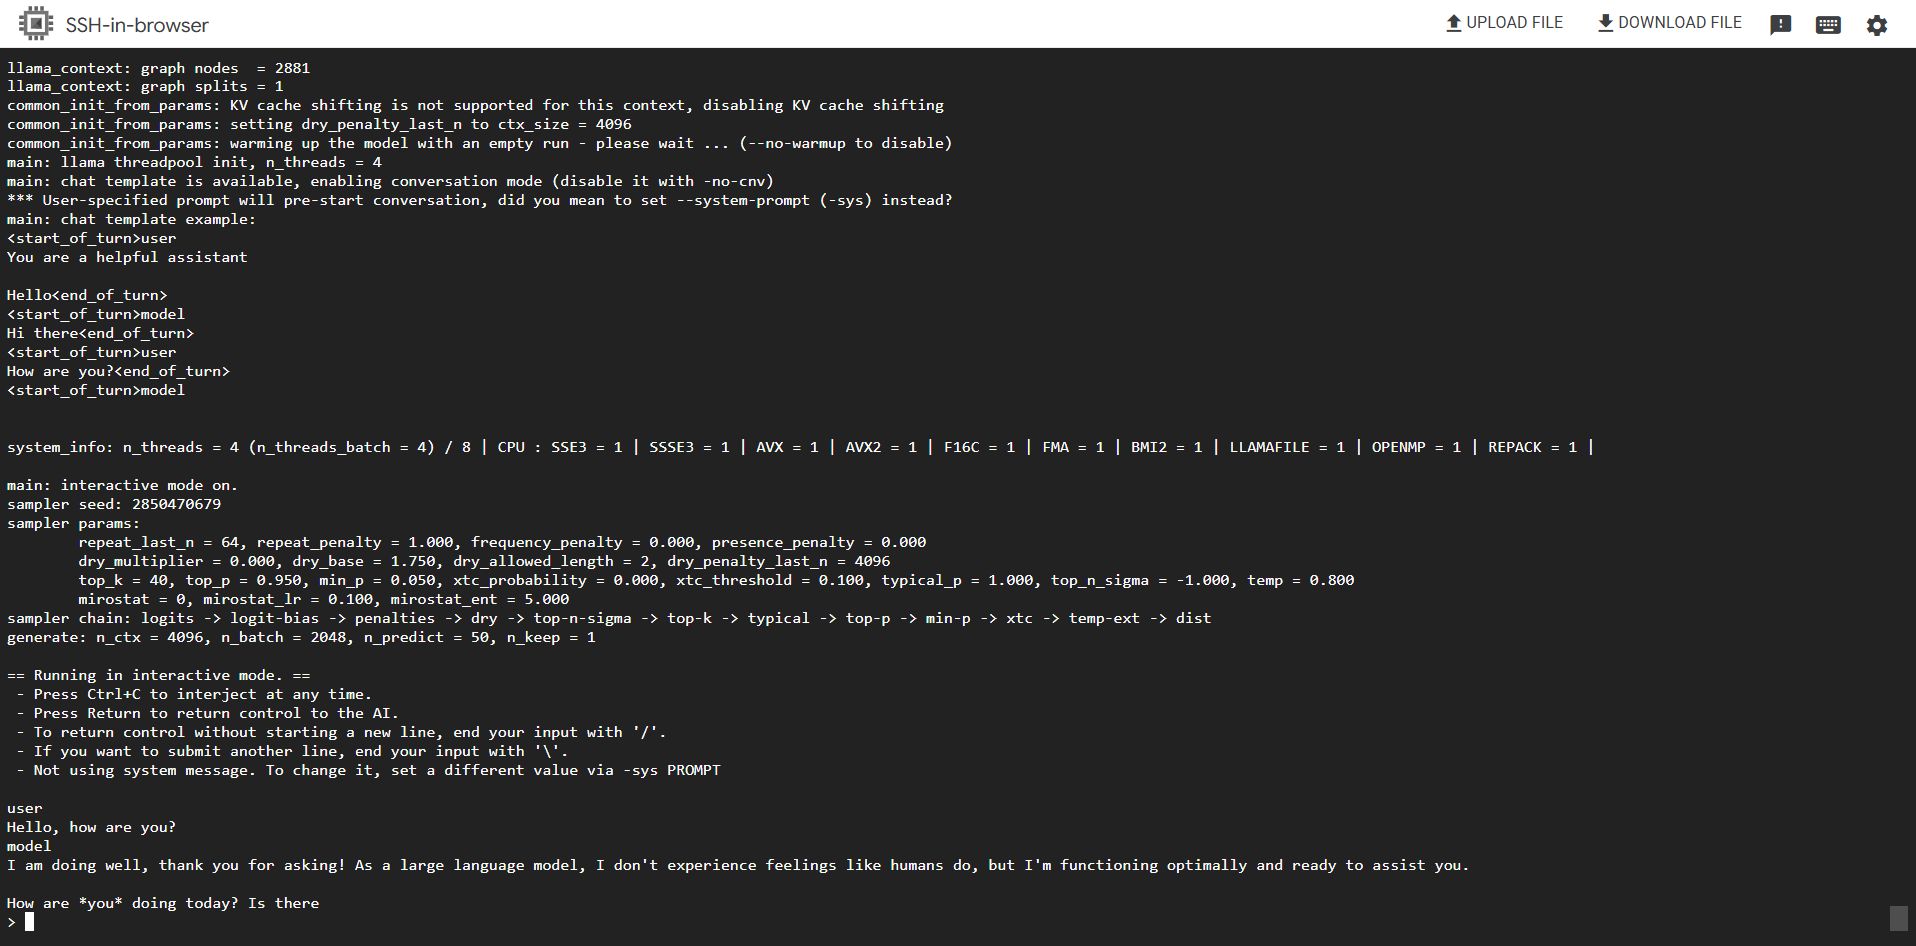 SSH-in-browser
UPLOAD FILE
DOWNLOAD FILE
llama_context: graph nodes  = 2881
llama_context: graph splits = 1
common_init_from_params: KV cache shifting is not supported for this context, disabling KV cache shifting
common_init_from_params: setting dry_penalty_last_n to ctx_size = 4096
common_init_from_params: warming up the model with an empty run - please wait ... (--no-warmup to disable)
main: llama threadpool init, n_threads = 4
main: chat template is available, enabling conversation mode (disable it with -no-cnv)
*** User-specified prompt will pre-start conversation, did you mean to set --system-prompt (-sys) instead?
main: chat template example:
<start_of_turn>user
You are a helpful assistant

Hello<end_of_turn>
<start_of_turn>model
Hi there<end_of_turn>
<start_of_turn>user
How are you?<end_of_turn>
<start_of_turn>model

system_info: n_threads = 4 (n_threads_batch = 4) / 8 | CPU : SSE3 = 1 | SSSE3 = 1 | AVX = 1 | AVX2 = 1 | F16C = 1 | FMA = 1 | BMI2 = 1 | LLAMAFILE = 1 | OPENMP = 1 | REPACK = 1 |

main: interactive mode on.
sampler seed: 2850470679
sampler params:
        repeat_last_n = 64, repeat_penalty = 1.000, frequency_penalty = 0.000, presence_penalty = 0.000
        dry_multiplier = 0.000, dry_base = 1.750, dry_allowed_length = 2, dry_penalty_last_n = 4096
        top_k = 40, top_p = 0.950, min_p = 0.050, xtc_probability = 0.000, xtc_threshold = 0.100, typical_p = 1.000, top_n_sigma = -1.000, temp = 0.800
        mirostat = 0, mirostat_lr = 0.100, mirostat_ent = 5.000
sampler chain: logits -> logit-bias -> penalties -> dry -> top-n-sigma -> top-k -> typical -> top-p -> min-p -> xtc -> temp-ext -> dist
generate: n_ctx = 4096, n_batch = 2048, n_predict = 50, n_keep = 1

== Running in interactive mode. ==
 - Press Ctrl+C to interject at any time.
 - Press Return to return control to the AI.
 - To return control without starting a new line, end your input with '/'.
 - If you want to submit another line, end your input with '\'.
 - Not using system message. To change it, set a different value via -sys PROMPT

user
Hello, how are you?
model
I am doing well, thank you for asking! As a large language model, I don't experience feelings like humans do, but I'm functioning optimally and ready to assist you.

How are *you* doing today? Is there
>